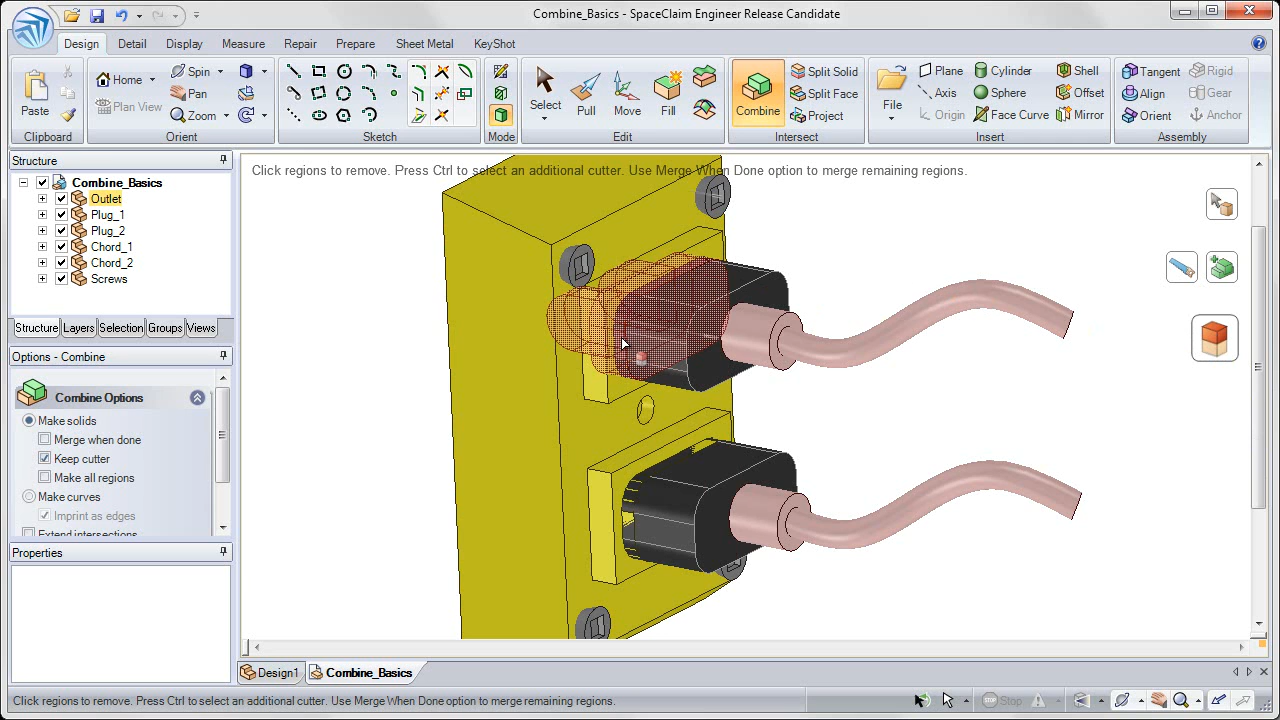 Combine_Basics - SpaceClaim Engineer Release Candidate
Design Detail Display Measure Repair Prepare Sheet Metal KeyShot
Paste
Clipboard
Home
Plan View
Spin
Pan
Zoom
Orient
Sketch
Mode
Select
Pull
Move
Fill
Edit
Combine
Split Solid
Split Face
Project
Intersect
File
Plane
Axis
Origin
Cylinder
Sphere
Face Curve
Shell
Offset
Mirror
Insert
Tangent
Align
Orient
Rigid
Gear
Anchor
Assembly
Structure
Combine_Basics
Outlet
Plug_1
Plug_2
Chord_1
Chord_2
Screws
Structure Layers Selection Groups Views
Options - Combine
Combine Options
Make solids
Merge when done
Keep cutter
Make all regions
Make curves
Imprint as edges
Extend intersections
Properties
Click regions to remove. Press Ctrl to select an additional cutter. Use Merge When Done option to merge remaining regions.
Design1 Combine_Basics
Click regions to remove. Press Ctrl to select an additional cutter. Use Merge When Done option to merge remaining regions.
Stop